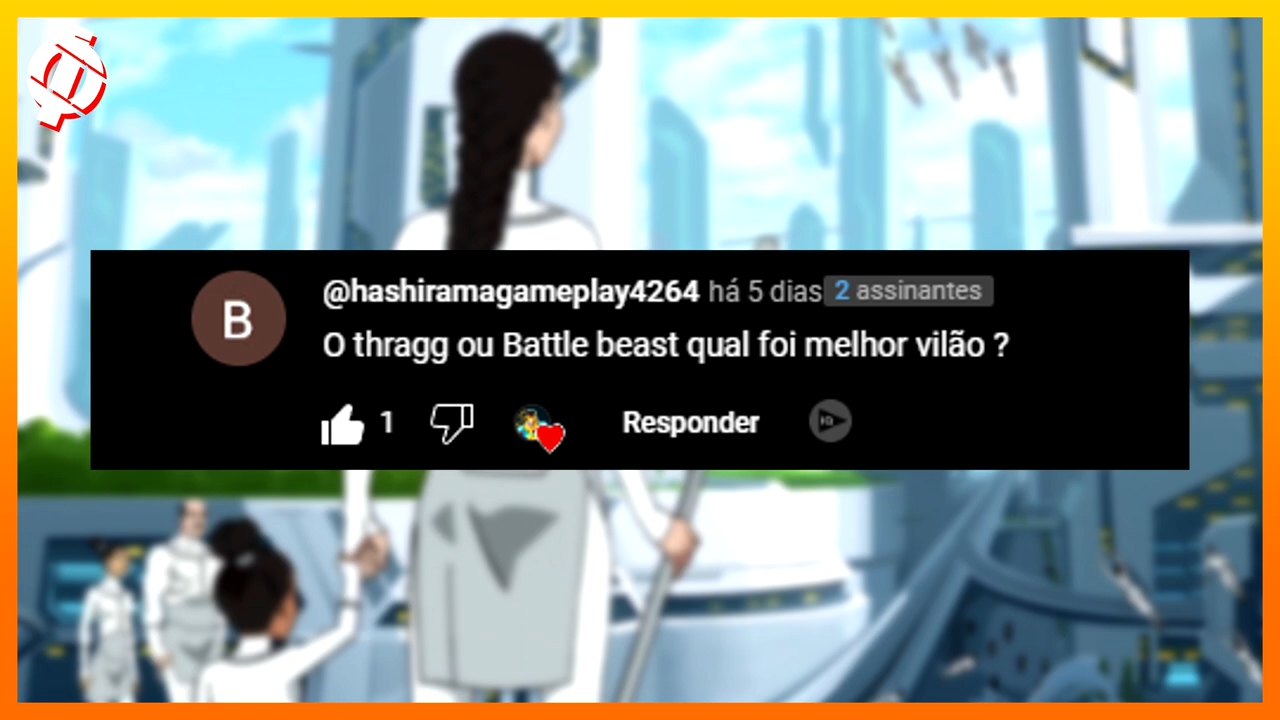 B
@hashiramagameplay4264 há 5 dias 2 assinantes
O thragg ou Battle beast qual foi melhor vilão ?
1 Responder